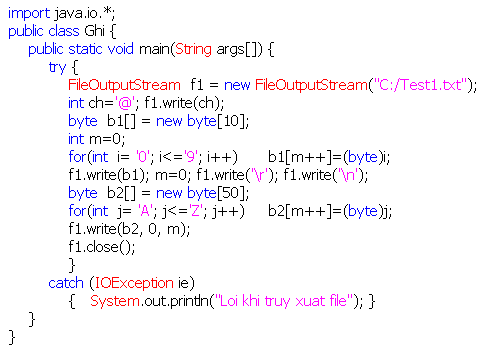 import java.io.*;
public class Ghi {
public static void main(String args[]) {
try {
FileOutputStream f1 = new FileOutputStream("C:/Test1.txt");
int ch='@'; f1.write(ch);
byte b1[] = new byte[10];
int m=0;
for(int i= '0'; i<='9'; i++) b1[m++]=(byte)i;
f1.write(b1); m=0; f1.write('\r'); f1.write('\n');
byte b2[] = new byte[50];
for(int j= 'A'; j<='Z'; j++) b2[m++]=(byte)j;
f1.write(b2, 0, m);
f1.close();
}
catch (IOException ie)
{ System.out.println("Loi khi truy xuat file"); }
}
}